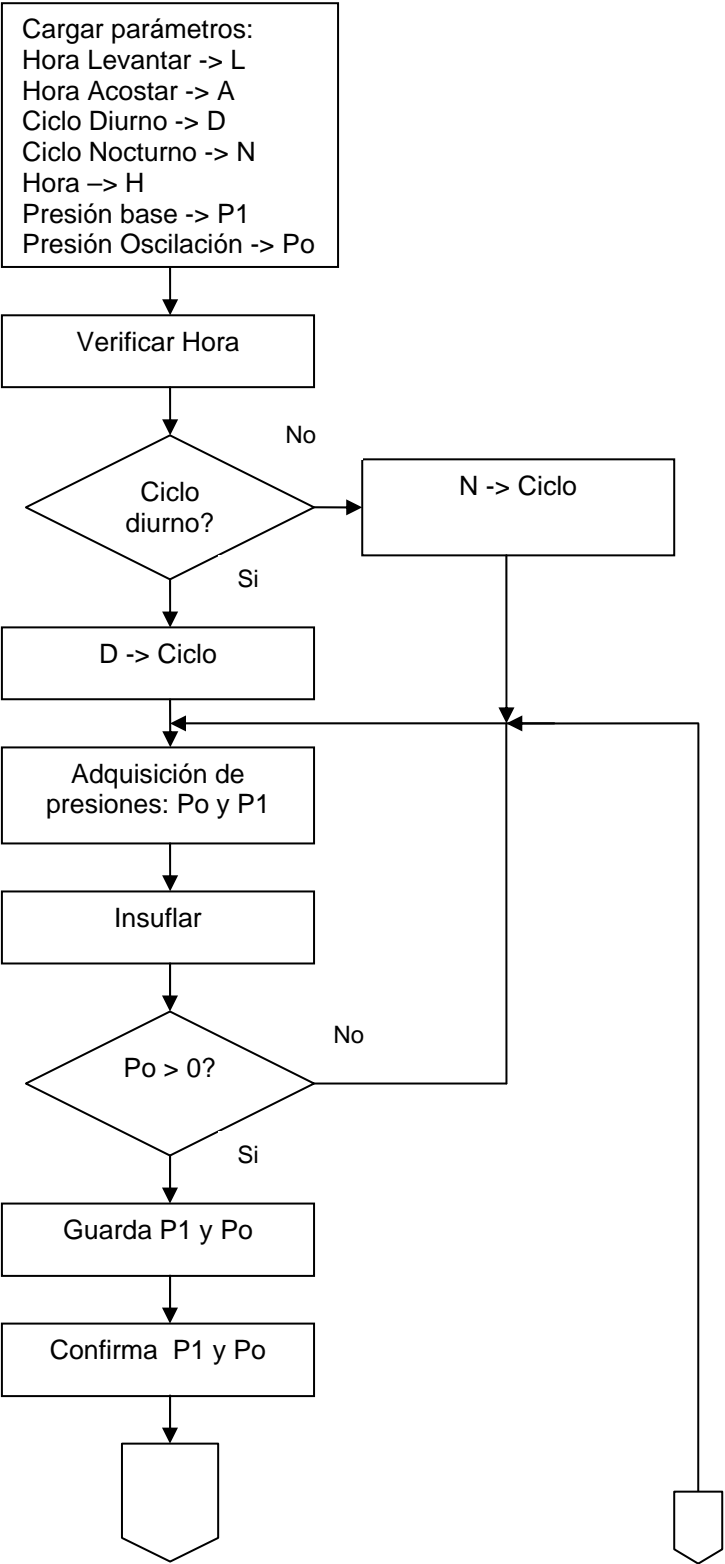 Cargar parámetros:
Hora Levantar -> L
Hora Acostar -> A
Ciclo Diurno -> D
Ciclo Nocturno -> N
Hora –> H
Presión base -> P1
Presión Oscilación -> Po
Verificar Hora
No
Ciclo
diurno?
N -> Ciclo
Si
D -> Ciclo
Adquisición de
presiones: Po y P1
Insuflar
No
Po > 0?
Si
Guarda P1 y Po
Confirma P1 y Po